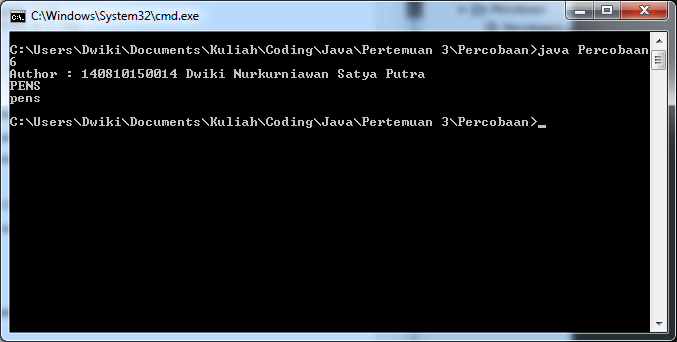 C:\Windows\System32\cmd.exe
C:\Users\Dwiki\Documents\Kuliah\Coding\Java\Pertemuan 3\Percobaan>java Percobaan
6
Author : 140810150014 Dwiki Nurkurniawan Satya Putra
PENS
pens
C:\Users\Dwiki\Documents\Kuliah\Coding\Java\Pertemuan 3\Percobaan>_